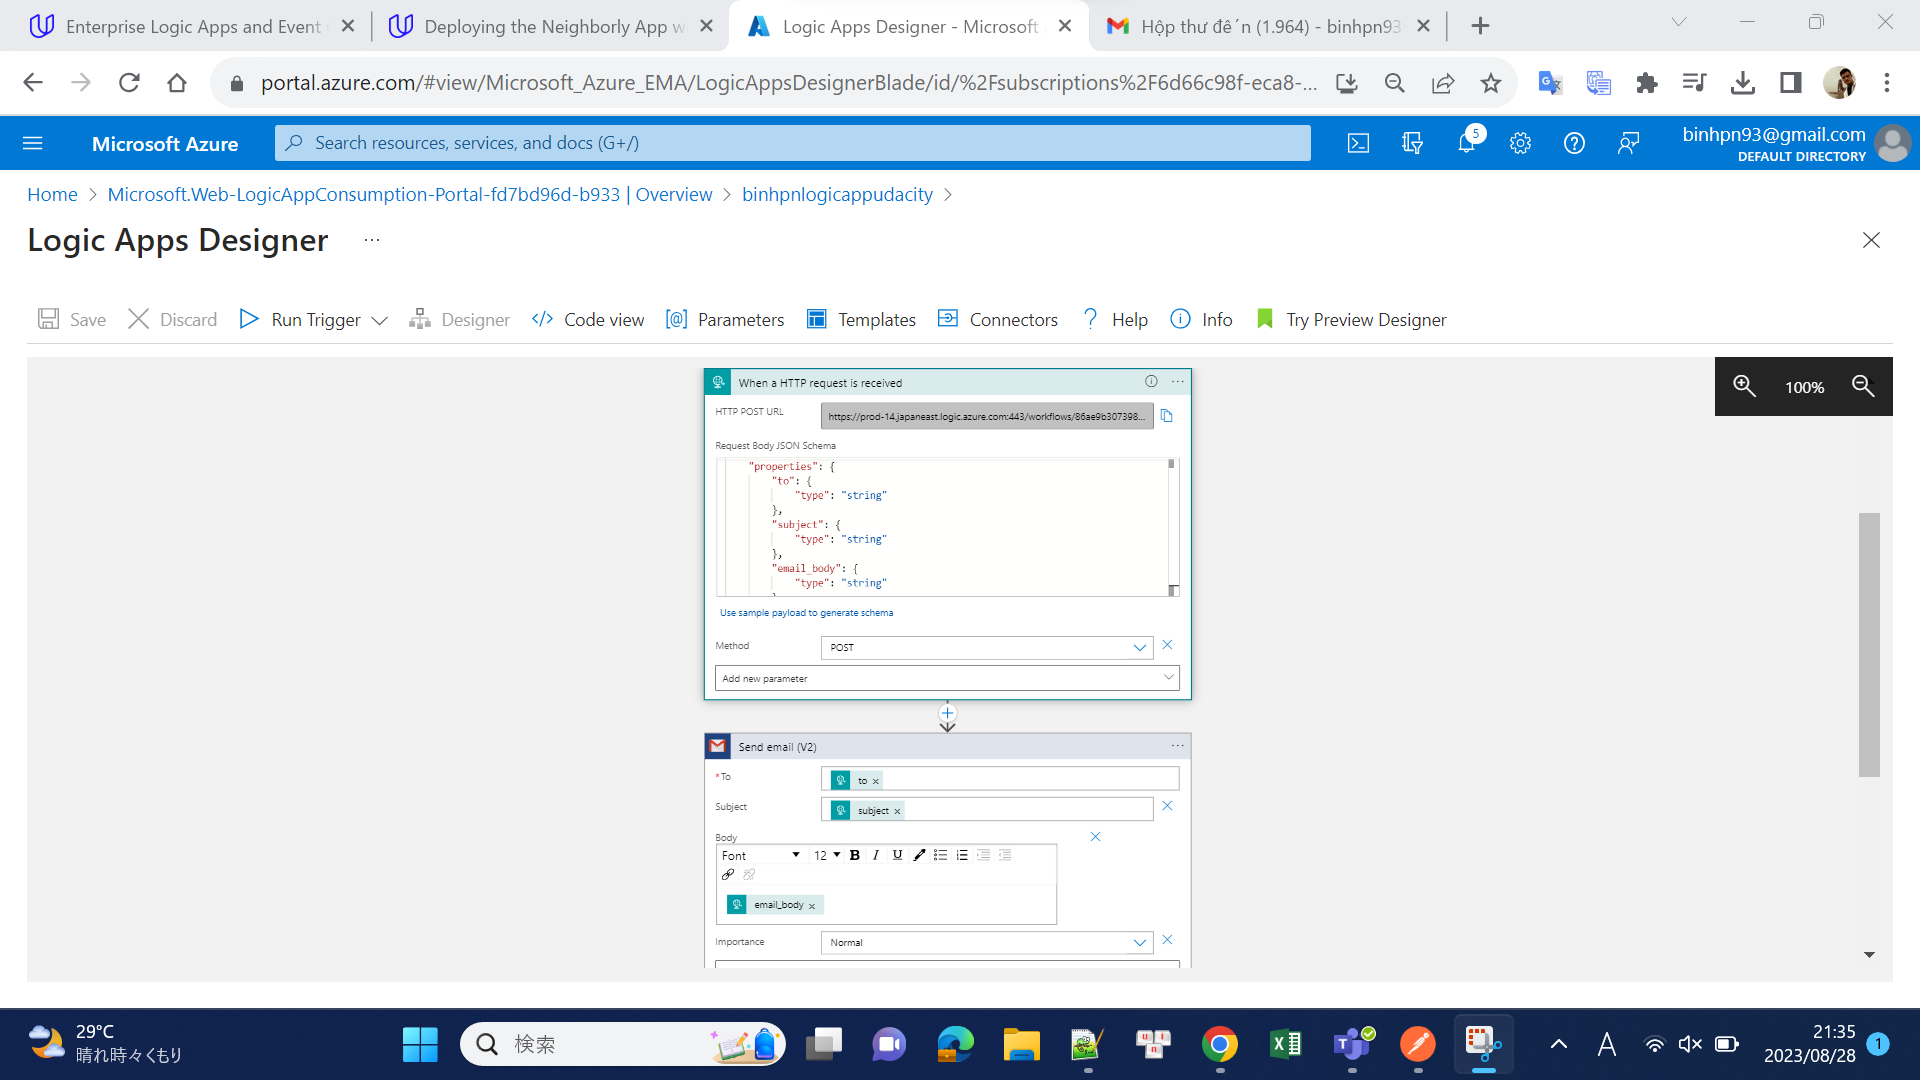 Enterprise Logic Apps and Event
Deploying the Neighborly App w
Logic Apps Designer - Microsoft
Hộp thư đê´n (1.964) - binhpn93
portal.azure.com/#view/Microsoft_Azure_EMA/LogicAppsDesignerBlade/id/%2Fsubscriptions%2F6d66c98f-eca8-...
Microsoft Azure
Search resources, services, and docs (G+/)
5
binhpn93@gmail.com
DEFAULT DIRECTORY
Home > Microsoft.Web-LogicAppConsumption-Portal-fd7bd96d-b933 | Overview > binhpnlogicappudacity >
Logic Apps Designer ...
Save Discard Run Trigger Designer Code view Parameters Templates Connectors Help Info Try Preview Designer
When a HTTP request is received
100%
HTTP POST URL
https://prod-14.japaneast.logic.azure.com:443/workflows/86ae9b307398...
Request Body JSON Schema
"properties": {
"to": {
"type": "string"
},
"subject": {
"type": "string"
},
"email_body": {
"type": "string"
Use sample payload to generate schema
Method POST
Add new parameter
Send email (V2)
*To to ×
Subject subject ×
Body
Font 12 B I U
email_body ×
Importance Normal
29°C
晴れ時々くもり
検索
A
21:35
2023/08/28
1